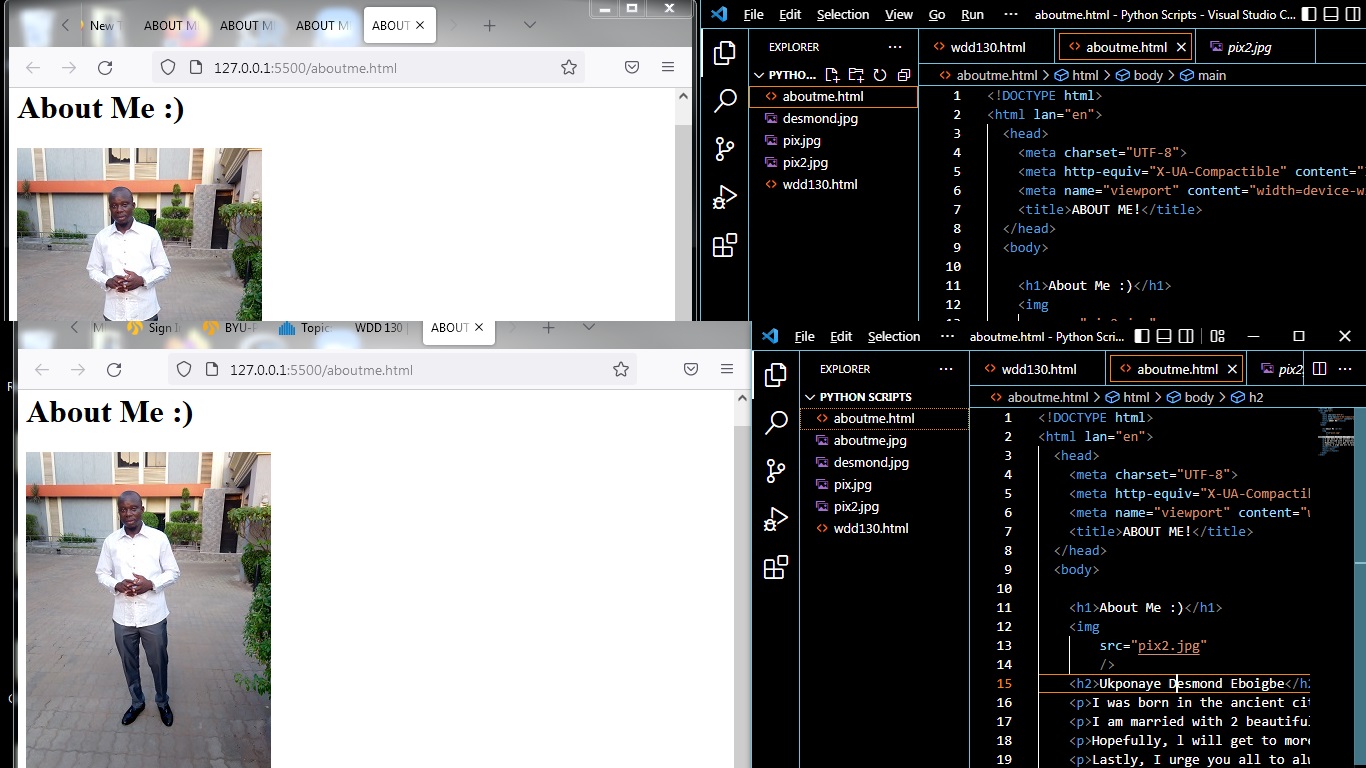 New T
ABOUT M
ABOUT M
ABOUT M
ABOUT
127.0.0.1:5500/aboutme.html
About Me :)
File Edit Selection View Go Run ··· aboutme.html - Python Scripts - Visual Studio C...
EXPLORER ···
PYTHO...
aboutme.html
desmond.jpg
pix.jpg
pix2.jpg
wdd130.html
wdd130.html
aboutme.html
pix2.jpg
aboutme.html > html > body > main
1 <!DOCTYPE html>
2 <html lan="en">
3 <head>
4 <meta charset="UTF-8">
5 <meta http-equiv="X-UA-Compatible" content="
6 <meta name="viewport" content="width=device-w
7 <title>ABOUT ME!</title>
8 </head>
9 <body>
10
11 <h1>About Me :)</h1>
12 <img
Sign I
BYU-
Topic:
WDD 130
ABOUT
127.0.0.1:5500/aboutme.html
About Me :)
File Edit Selection ··· aboutme.html - Python Scri...
EXPLORER ···
PYTHON SCRIPTS
aboutme.html
aboutme.jpg
desmond.jpg
pix.jpg
pix2.jpg
wdd130.html
wdd130.html
aboutme.html
pix2
···
aboutme.html > html > body > h2
1 <!DOCTYPE html>
2 <html lan="en">
3 <head>
4 <meta charset="UTF-8">
5 <meta http-equiv="X-UA-Compatib
6 <meta name="viewport" content="w
7 <title>ABOUT ME!</title>
8 </head>
9 <body>
10
11 <h1>About Me :)</h1>
12 <img
13 src="pix2.jpg"
14 />
15 <h2>Ukponaye Desmond Eboigbe</h2
16 <p>I was born in the ancient cit
17 <p>I am married with 2 beautiful
18 <p>Hopefully, l will get to more
19 <p>Lastly, I urge you all to al